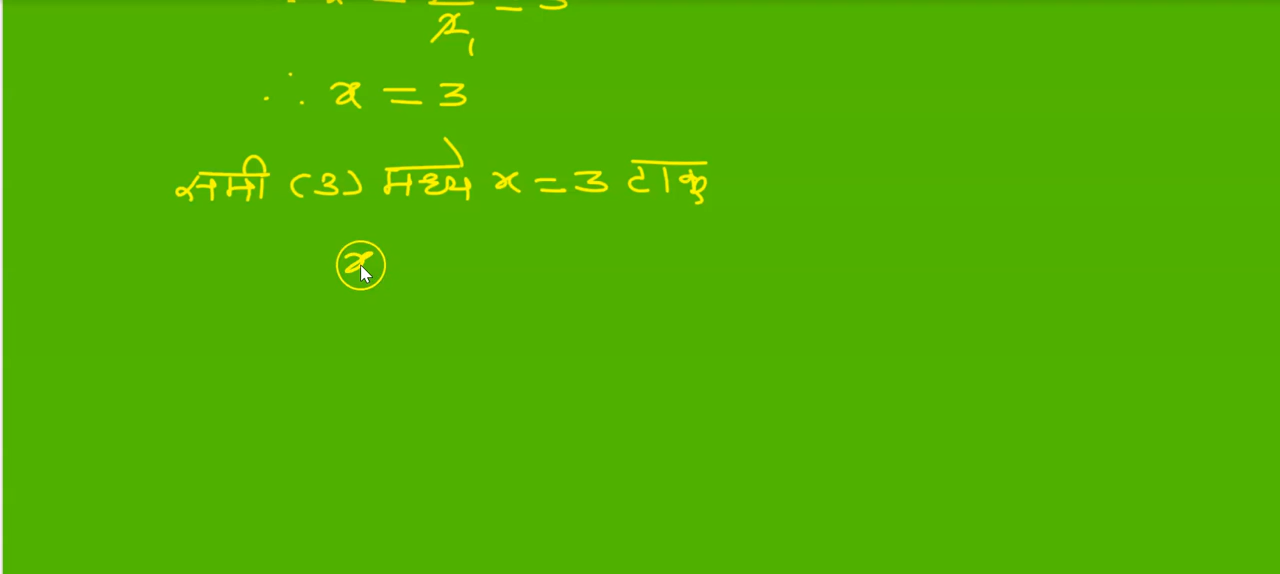 ∴ x = 3
समी (3) मध्ये x = 3 टाकू
x